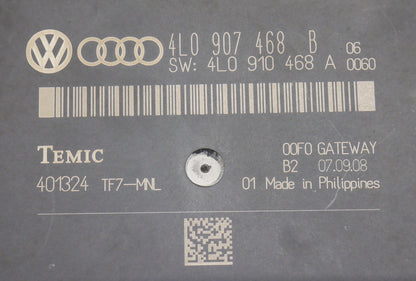 4L0 907 468 B 06
SW: 4L0 910 468 A 0060
TEMIC
00F0 GATEWAY
B2 07.09.08
401324 TF7-MNL
01 Made in Philippines